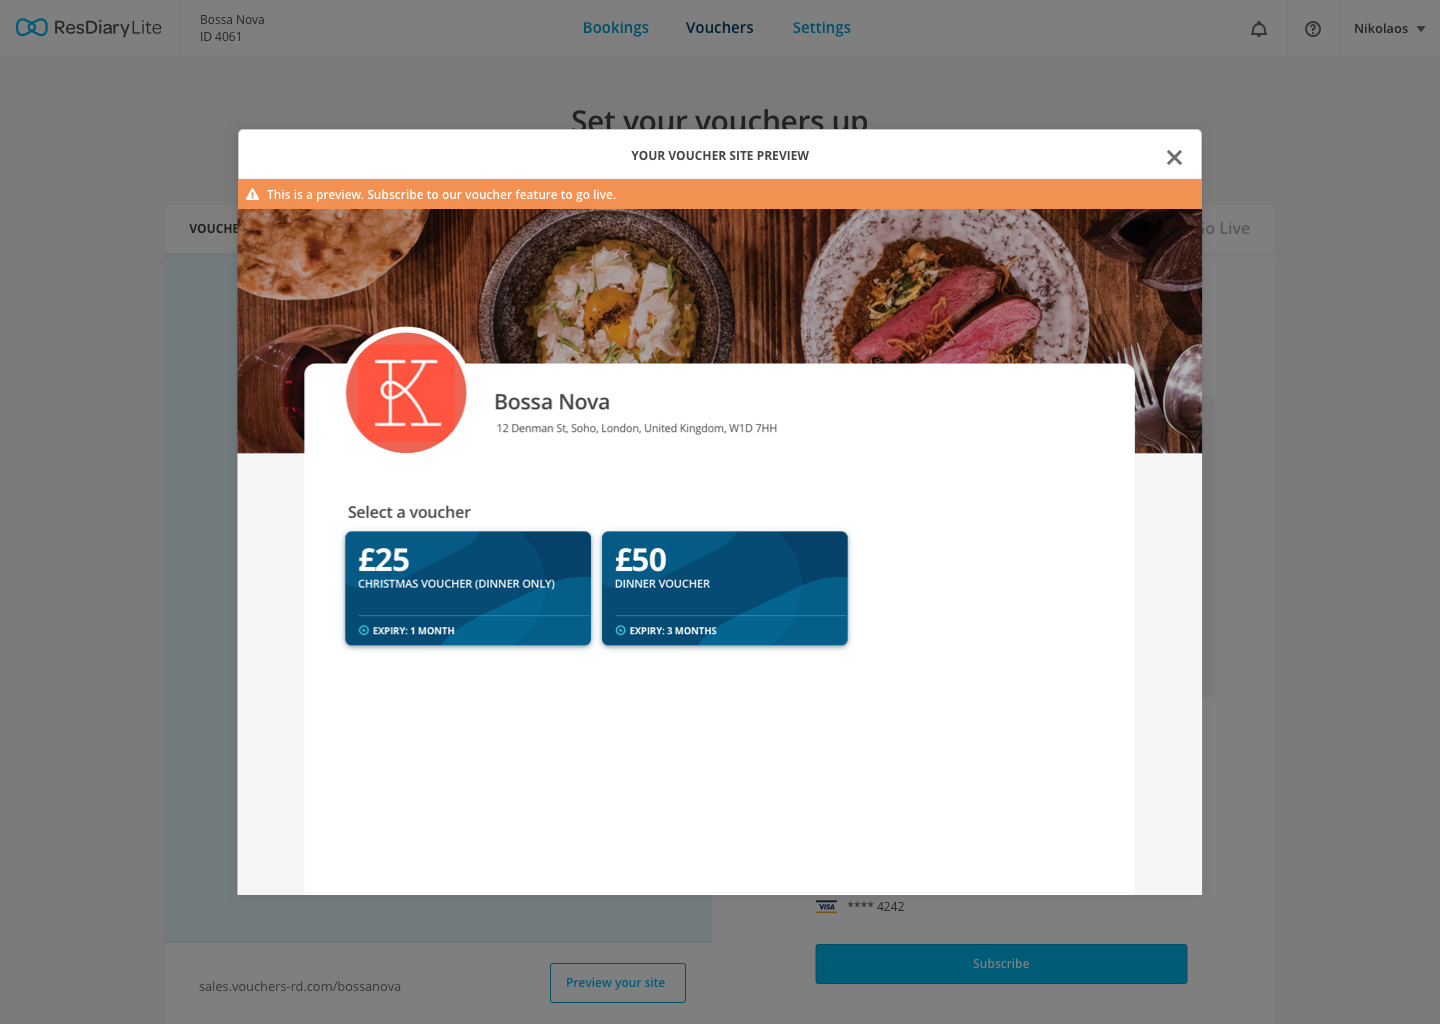 ResDiaryLite
Bossa Nova
ID 4061
Bookings
Vouchers
Settings
Nikolaos
Set your vouchers up
YOUR VOUCHER SITE PREVIEW
This is a preview. Subscribe to our voucher feature to go live.
VOUCHE
o Live
K
Bossa Nova
12 Denman St, Soho, London, United Kingdom, W1D 7HH
Select a voucher
£25
CHRISTMAS VOUCHER (DINNER ONLY)
EXPIRY: 1 MONTH
£50
DINNER VOUCHER
EXPIRY: 3 MONTHS
VISA
**** 4242
Subscribe
sales.vouchers-rd.com/bossanova
Preview your site